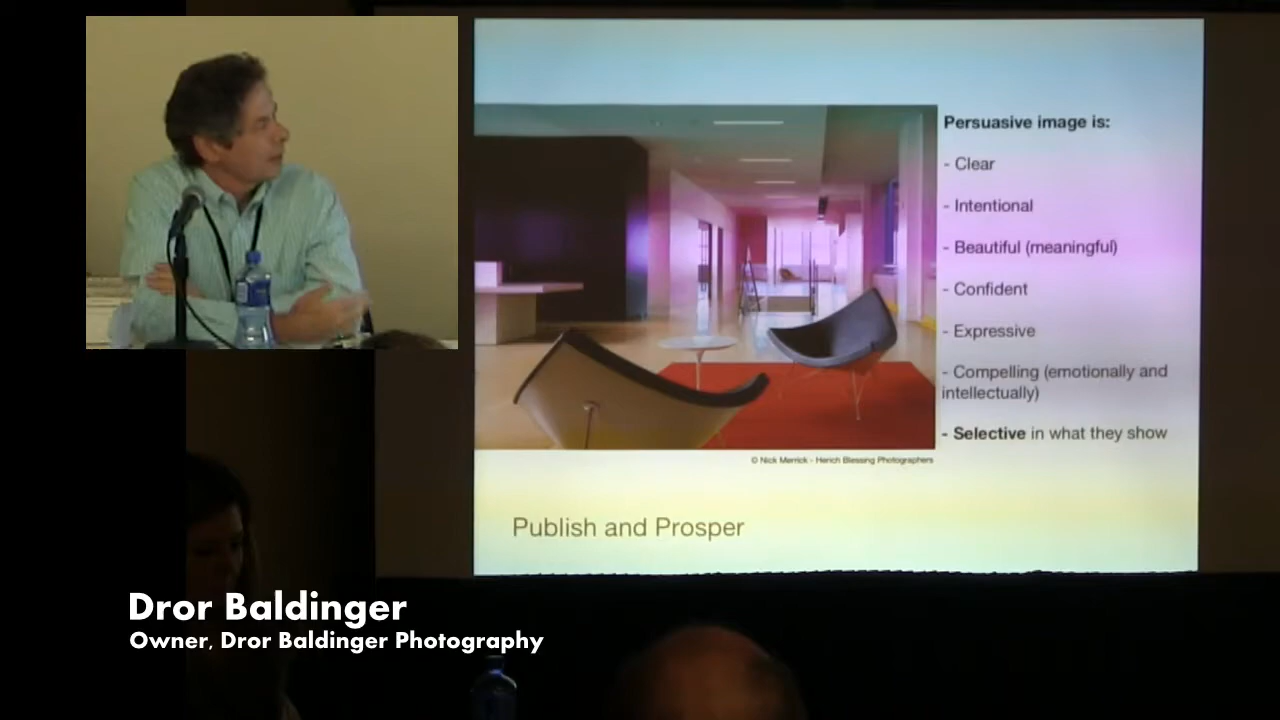 Persuasive image is:
- Clear
- Intentional
- Beautiful (meaningful)
- Confident
- Expressive
- Compelling (emotionally and
intellectually)
- Selective in what they show
© Nick Merrick - Herich Blessing Photographers
Publish and Prosper
Dror Baldinger
Owner, Dror Baldinger Photography